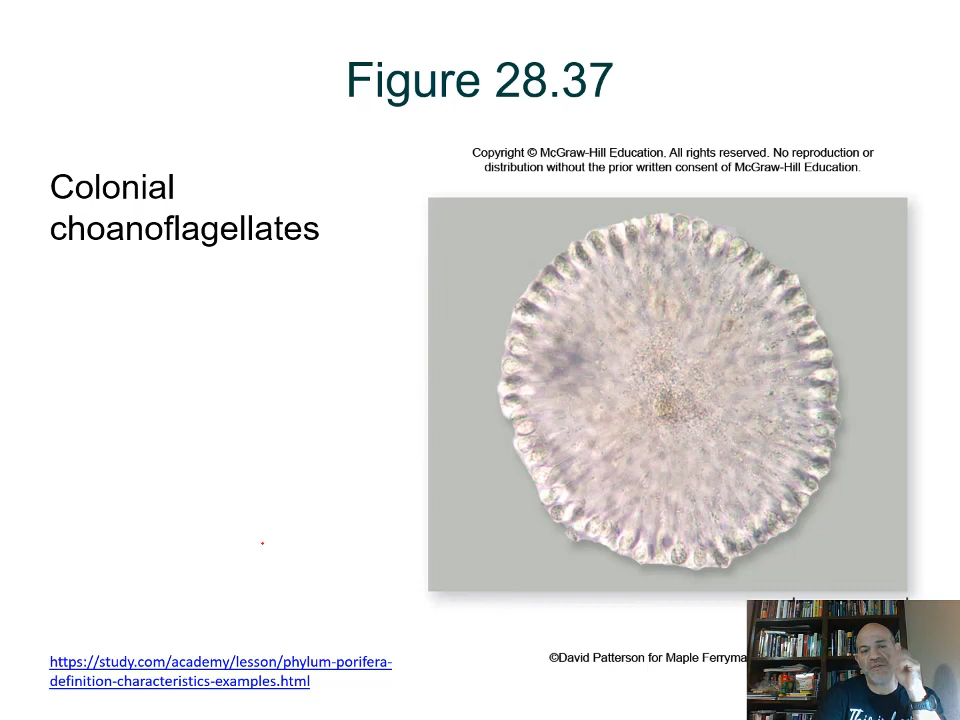 Figure 28.37
Copyright © McGraw-Hill Education. All rights reserved. No reproduction or
distribution without the prior written consent of McGraw-Hill Education.
Colonial
choanoflagellates
https://study.com/academy/lesson/phylum-porifera-
definition-characteristics-examples.html
©David Patterson for Maple Ferryma